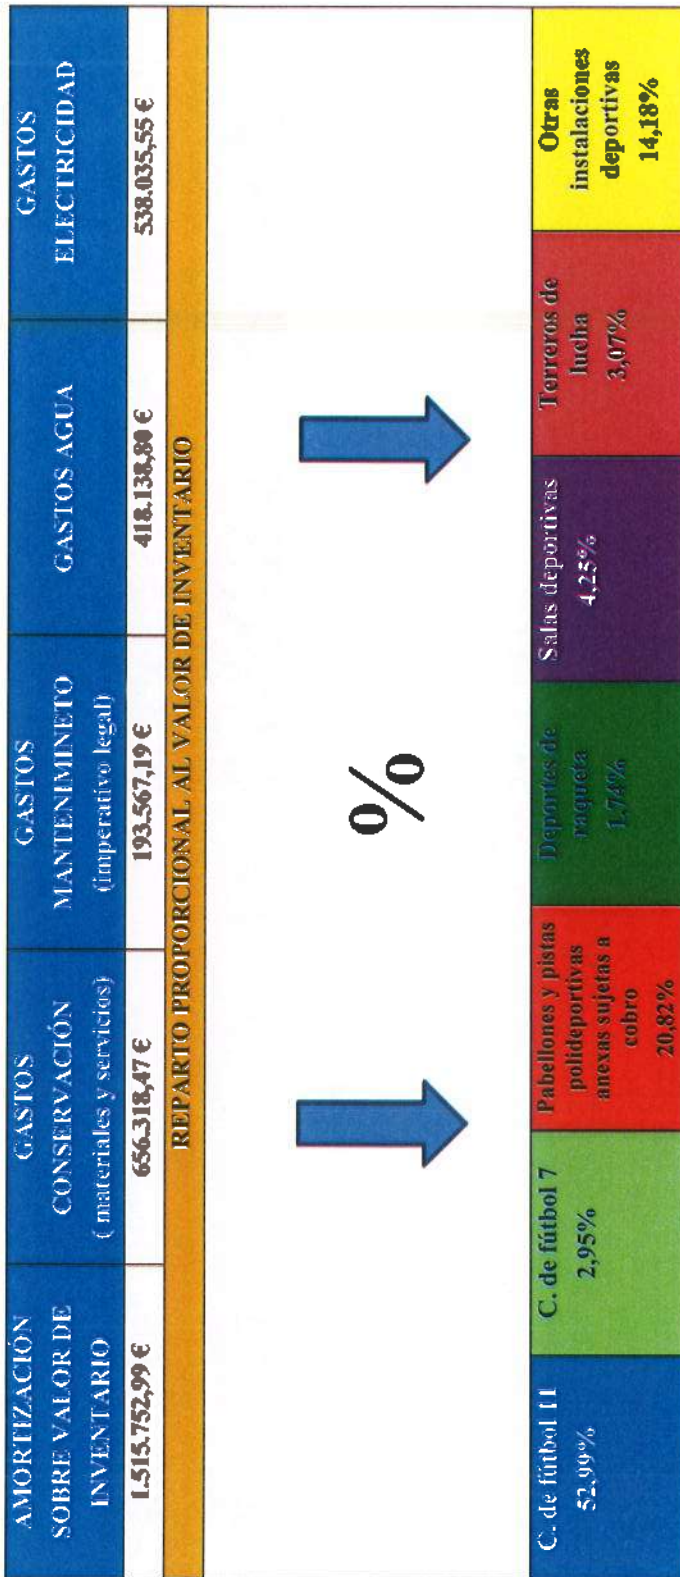 AMORTIZACIÓN
SOBRE VALOR DE
INVENTARIO
GASTOS
CONSERVACIÓN
( materiales y servicios)
GASTOS
MANTENIMINETO
(imperativo legal)
GASTOS AGUA
GASTOS
ELECTRICIDAD
1.515.752,99 €
656.318,47 €
193.567,19 €
418.138,80 €
538.035,55 €
REPARTO PROPORCIONAL AL VALOR DE INVENTARIO
%
C. de fútbol 11
52,99%
C. de fútbol 7
2,95%
Pabellones y pistas
polideportivas
anexas sujetas a
cobro
20,82%
Deportes de
raqueta
1,74%
Salas deportivas
4,25%
Terreros de
lucha
3,07%
Otras
instalaciones
deportivas
14,18%